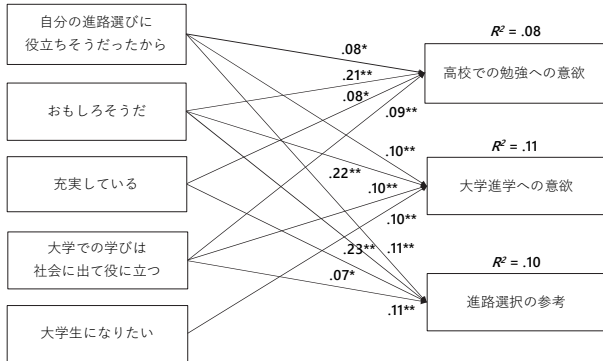 自分の進路選びに
役立ちそうだったから
おもしろそうだ
充実している
大学での学びは
社会に出て役に立つ
大学生になりたい
.08*
.21**
.08*
.09**
.10**
.22**
.10**
.10**
.23**
.11**
.07*
.11**
R² = .08
高校での勉強への意欲
R² = .11
大学進学への意欲
R² = .10
進路選択の参考